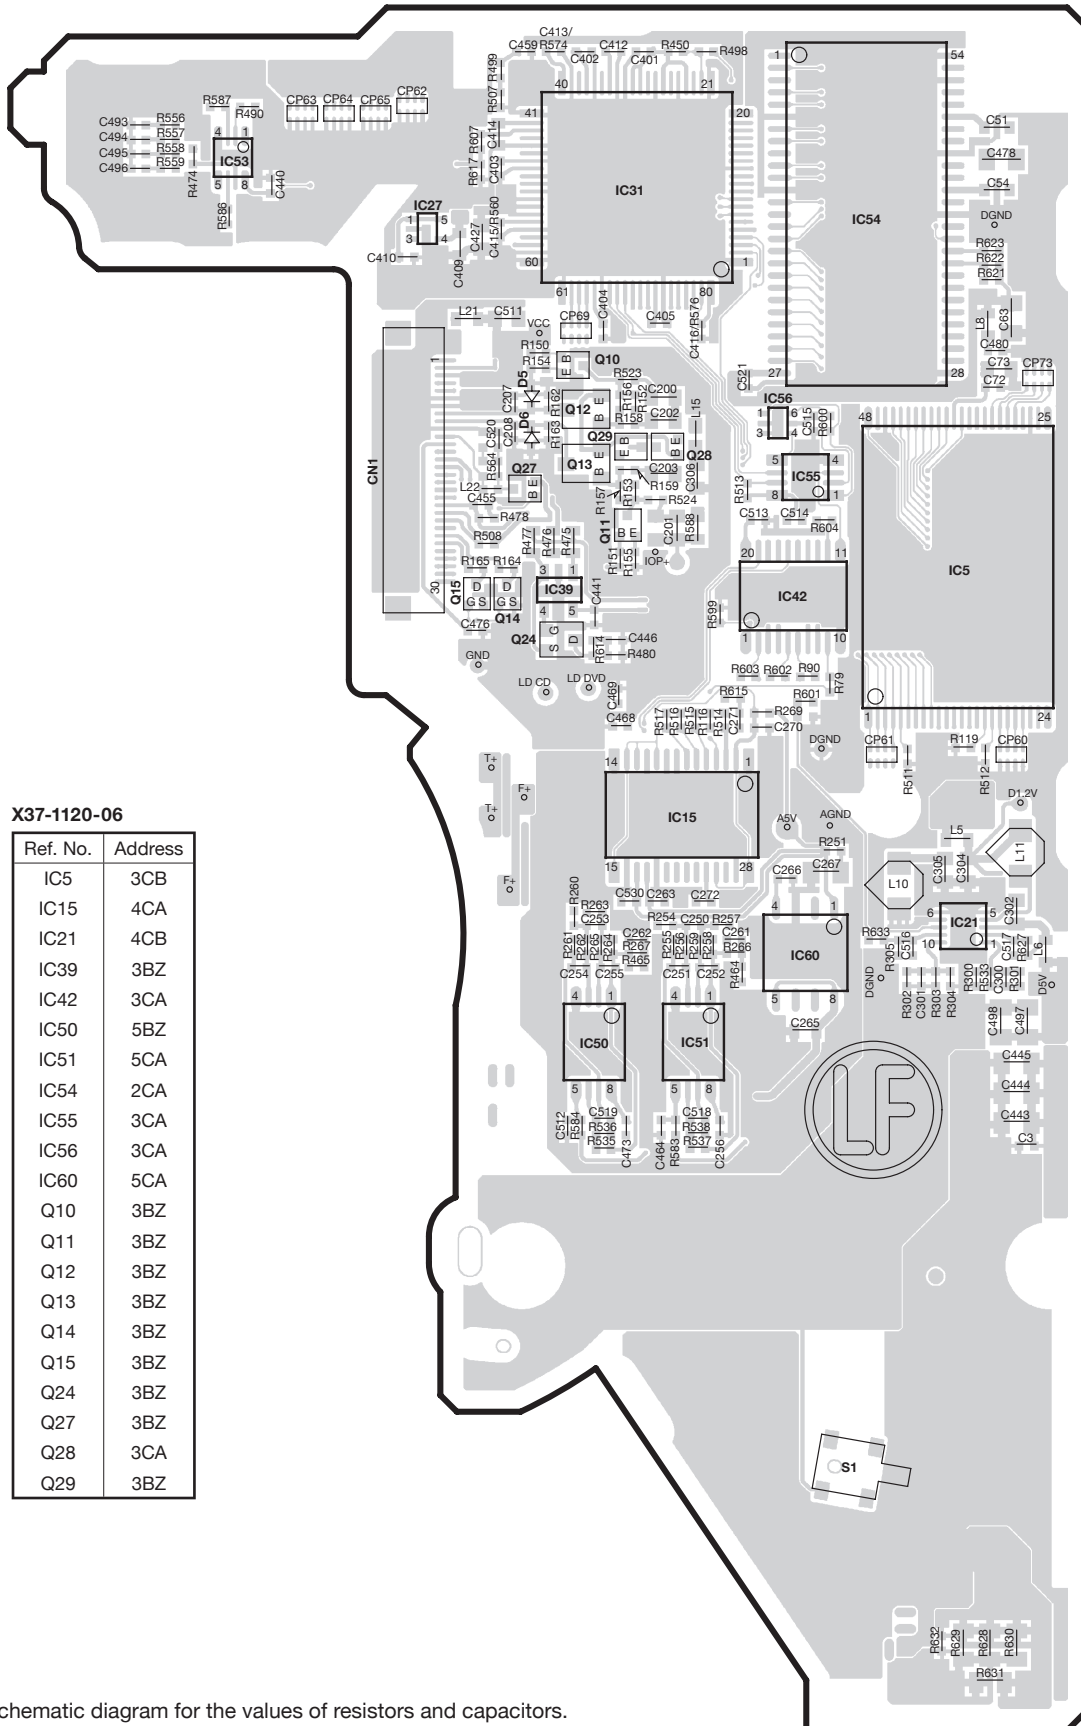 C413/
C459 R574 C412 R450 R498
C402 C401
R499
R507
40 21
41 20
1 54
R587 R490
CP63 CP64 CP65 CP62
C493 R556
C494 R557
C495 R558
C496 R559
4 1
IC53
5 8
R474
R586
C440
R607
C414
R617
C403
IC31
IC54
C51
C478
C54
DGND
R623
R622
R621
IC27
1 5
3 4
C410
C409
C427
C415/R560
60 1
61 80
C404
L21 C511
VCC
CP69
C405
C416/R576
L8
C63
C480
C73
C72
CP73
27 28
C521
CN1
1
30
R150
R154
E B
Q10
D5
C207
R162
Q12
B E
R523
R156
R152
C200
R158
C202
L15
D6
C208
R163
C520
R564
Q29
E B
B E
Q28
Q13
B E
C203
R159
C306
L22
C455
Q27
B E
R478
R157
R153
R524
IC56
1 6
3 4
C515
R600
5 4
IC55
8 1
R513
C513 C514
R604
48 25
R508
R477
R476
R475
Q11
B E
C201
R588
R151
R155
IOP+
20 11
IC42
1 10
IC5
R165 R164
Q15
D
G S
D
G S
Q14
3 1
IC39
4 5
C441
R599
C476
Q24
G
S
D
R614
C446
R480
GND
LD CD
LD DVD
C469
C468
R603 R602 R90
R79
R615
R601
R517
R516
R515
R116
R514
C271
R269
C270
DGND
1 24
CP61
R511
R119
R512
CP60
T+
F+
T+
F+
14 1
IC15
15 28
A5V
AGND
R251
D1.2V
L5
L11
C305
C304
L10
C266
C267
X37-1120-06
Ref. No. Address
IC5 3CB
IC15 4CA
IC21 4CB
IC39 3BZ
IC42 3CA
IC50 5BZ
IC51 5CA
IC54 2CA
IC55 3CA
IC56 3CA
IC60 5CA
Q10 3BZ
Q11 3BZ
Q12 3BZ
Q13 3BZ
Q14 3BZ
Q15 3BZ
Q24 3BZ
Q27 3BZ
Q28 3CA
Q29 3BZ
R260
C530 C263 C272
R263
C253
R254 C250 R257
R261
R262
R265
R264
C262
R267
R465
R255
R256
R259
R258
C261
R266
R464
C254 C255
C251 C252
4 1
IC60
5 8
C265
R633
R305
C516
6 5
IC21
10 1
C302
C517
R627
L6
DGND
R302
C301
R303
R304
R300
R533
C300
R301
D5V
C498
C497
4 1
IC50
5 8
4 1
IC51
5 8
C445
C444
C443
C3
LF
C512
R584
C519
R536
R535
C473
C464
R583
C518
R538
R537
C256
S1
R632
R629
R628
R630
R631
chematic diagram for the values of resistors and capacitors.